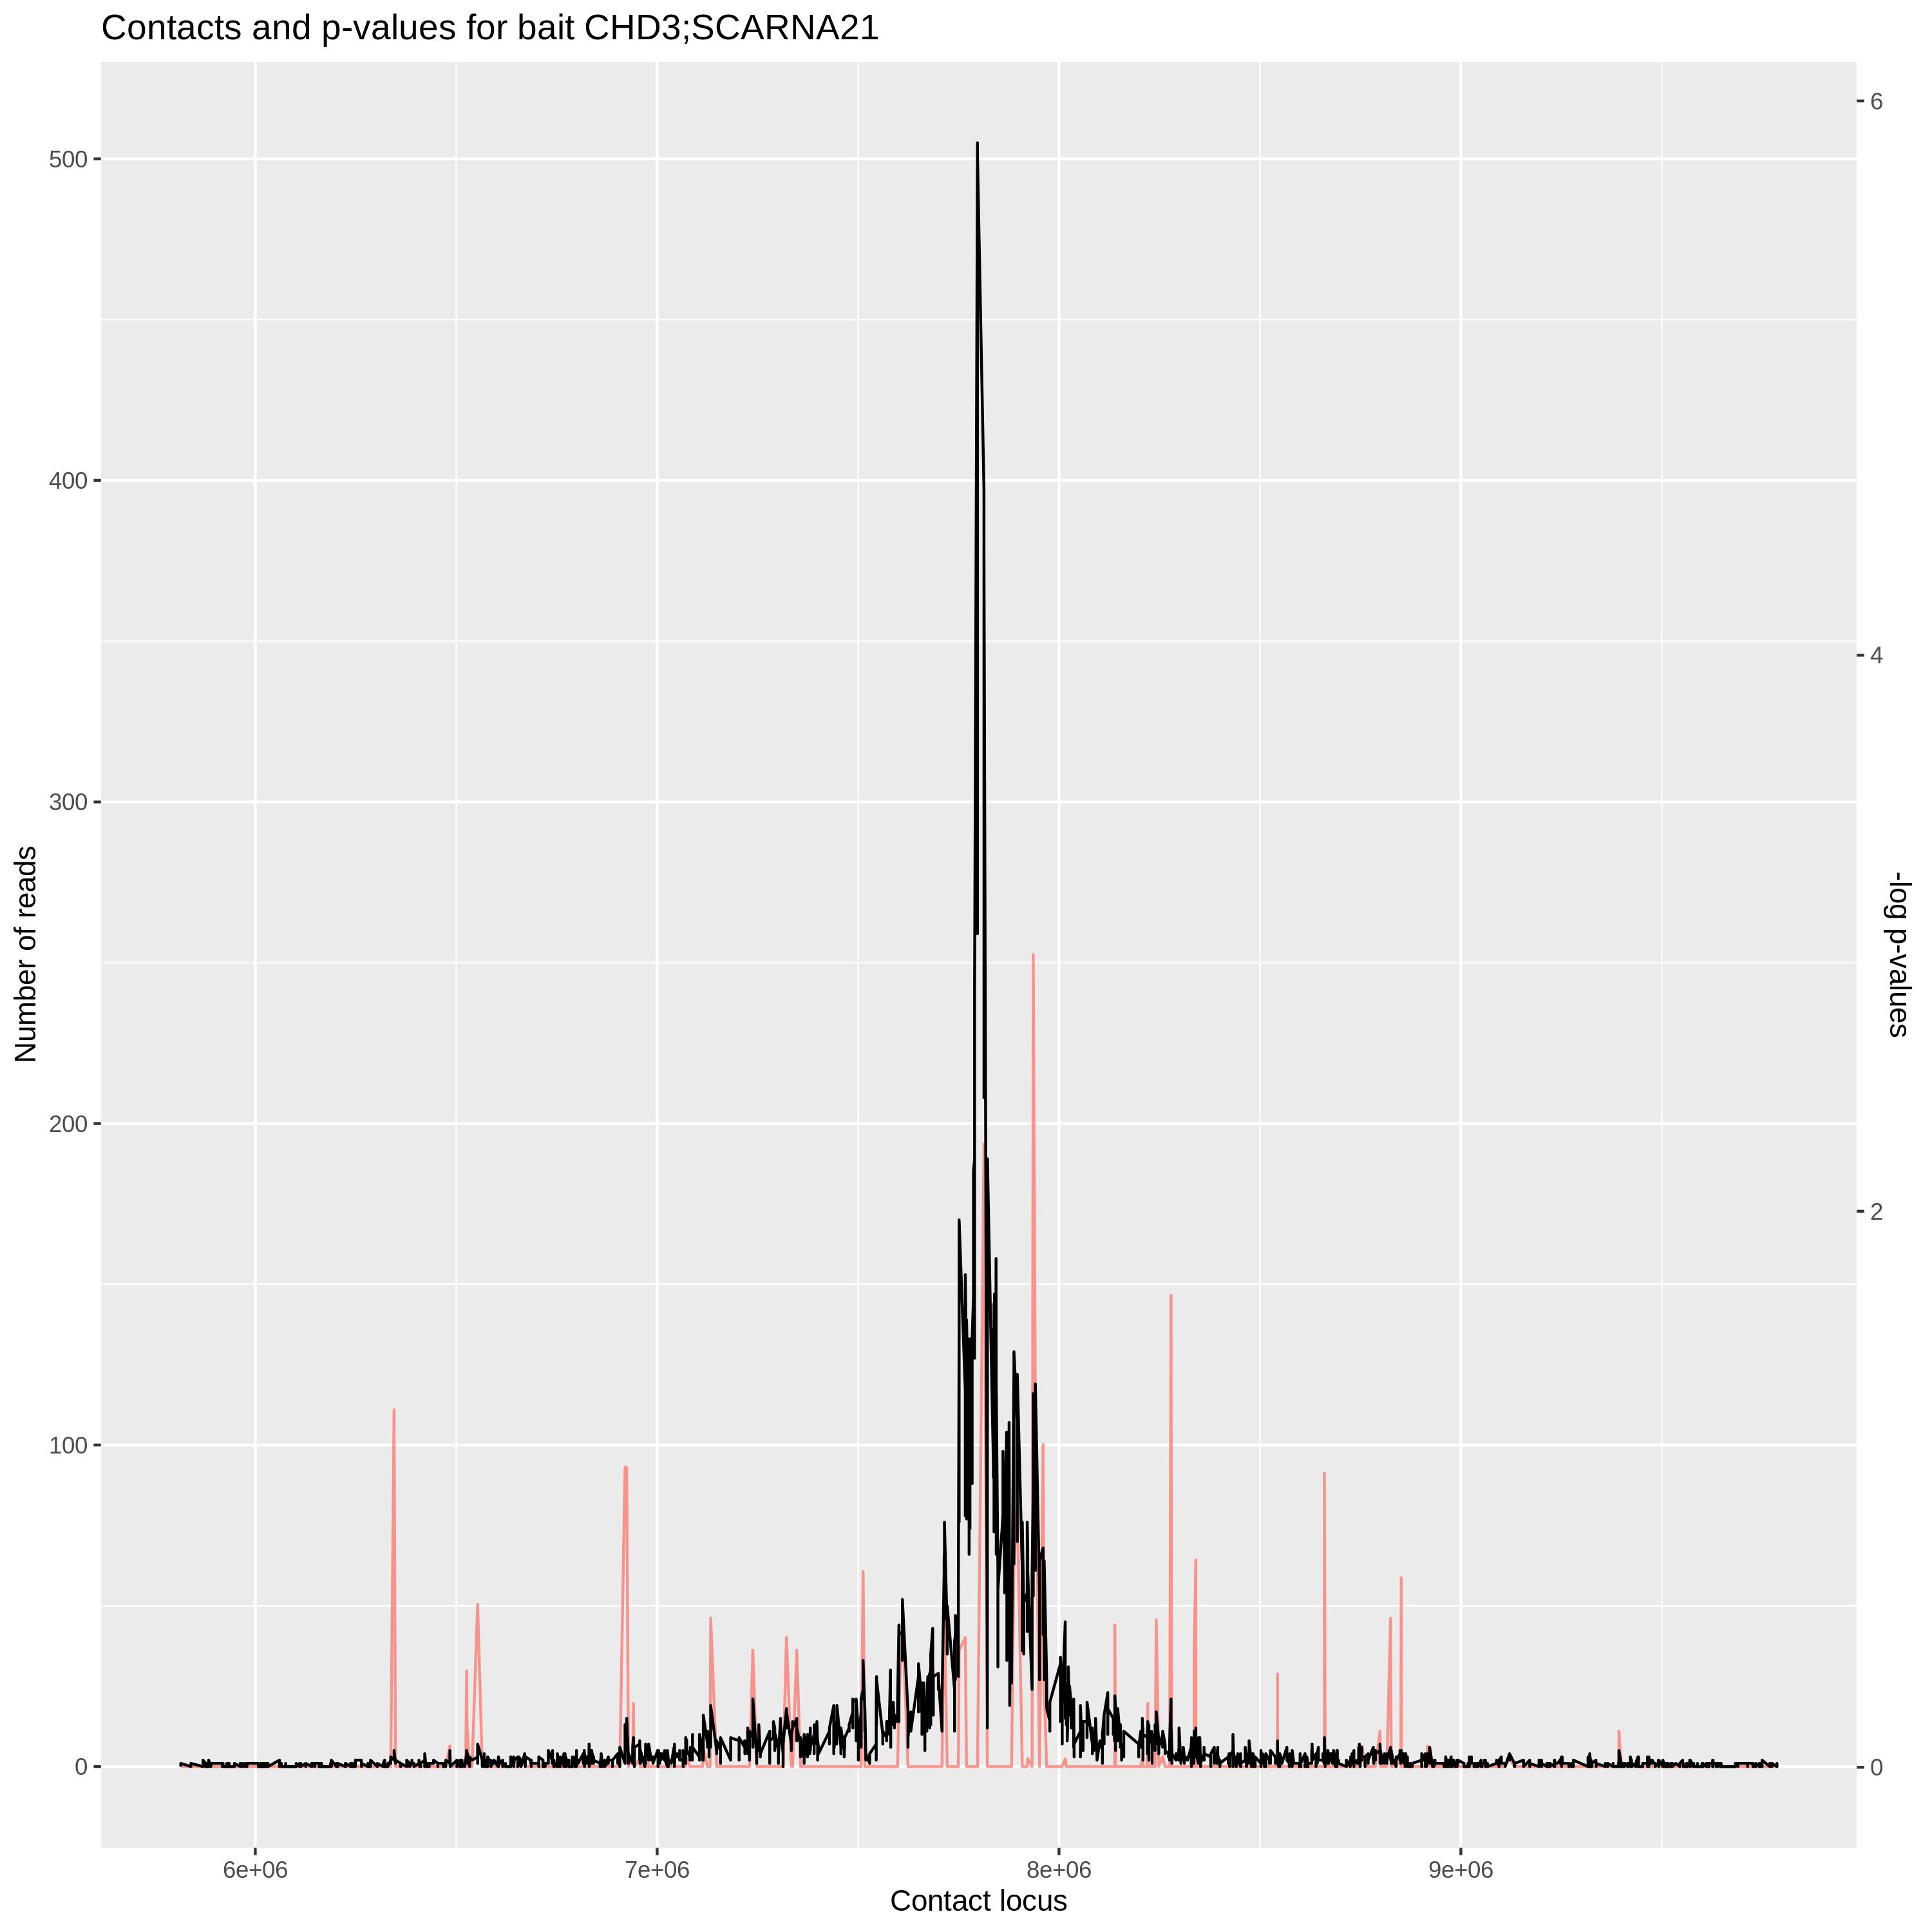 Contacts and p-values for bait CHD3;SCARNA21
500
400
300
200
100
0
Number of reads
6
4
2
0
-log p-values
6e+06
7e+06
8e+06
9e+06
Contact locus